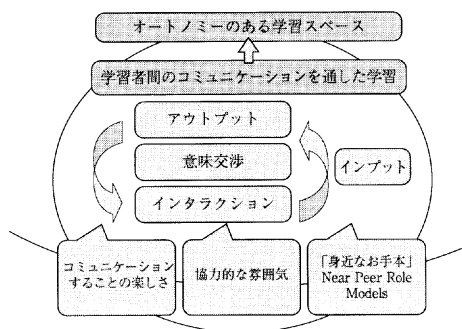 オートノミーのある学習スペース
学習者間のコミュニケーションを通した学習
アウトプット
意味交渉
インタラクション
インプット
コミュニケーション
することの楽しさ
協力的な雰囲気
「身近なお手本」
Near Peer Role
Models